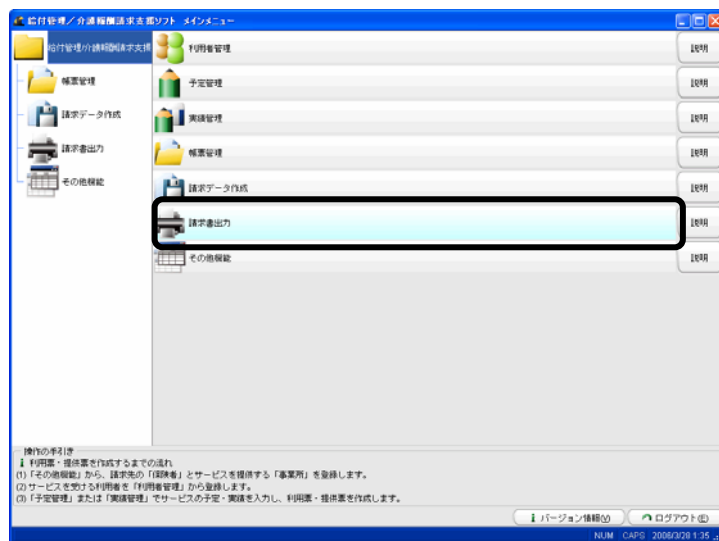 給付管理／介護報酬請求支援ソフト メインメニュー
給付管理/介護報酬請求支援
帳票管理
請求データ作成
請求書出力
その他機能
利用者管理
説明
予定管理
説明
実績管理
説明
帳票管理
説明
請求データ作成
説明
請求書出力
説明
その他機能
説明
操作の手引き
利用票・提供票を作成するまでの流れ
(1)「その他機能」から、請求先の「保険者」とサービスを提供する「事業所」を登録します。
(2)サービスを受ける利用者を「利用者管理」から登録します。
(3)「予定管理」または「実績管理」でサービスの予定・実績を入力し、利用票・提供票を作成します。
バージョン情報(V)
ログアウト(E)
NUM CAPS 2006/3/28 1:35